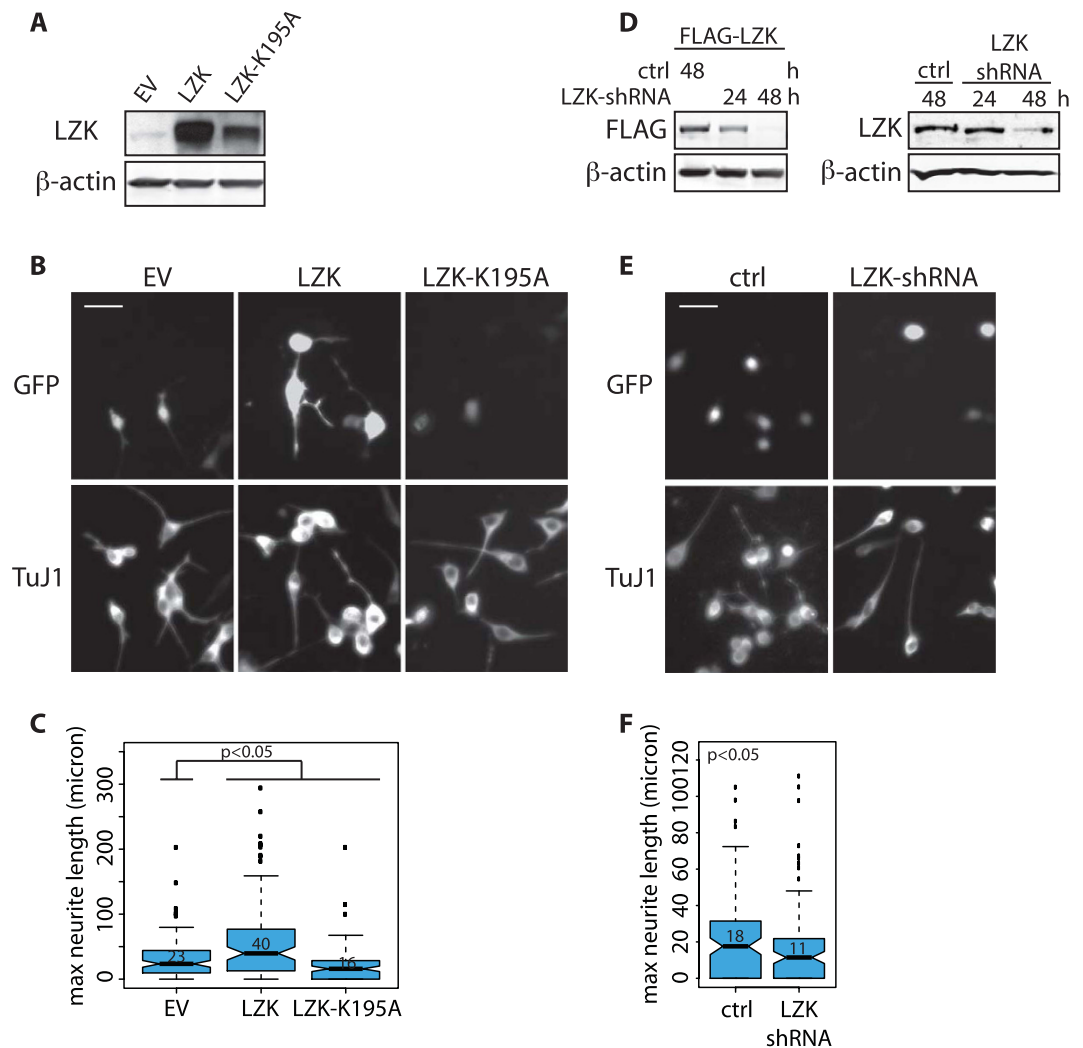 A
EV
LZK
LZK-K195A
LZK
β-actin
B
EV
LZK
LZK-K195A
GFP
TuJ1
C
max neurite length (micron)
0
100
200
300
p<0.05
23
40
16
EV
LZK
LZK-K195A
D
FLAG-LZK
ctrl 48 h
LZK-shRNA 24 48 h
FLAG
β-actin
LZK
ctrl shRNA
48 24 48 h
LZK
β-actin
E
ctrl
LZK-shRNA
GFP
TuJ1
F
max neurite length (micron)
0
20
40
60
80
100
120
p<0.05
18
11
ctrl
LZK
shRNA